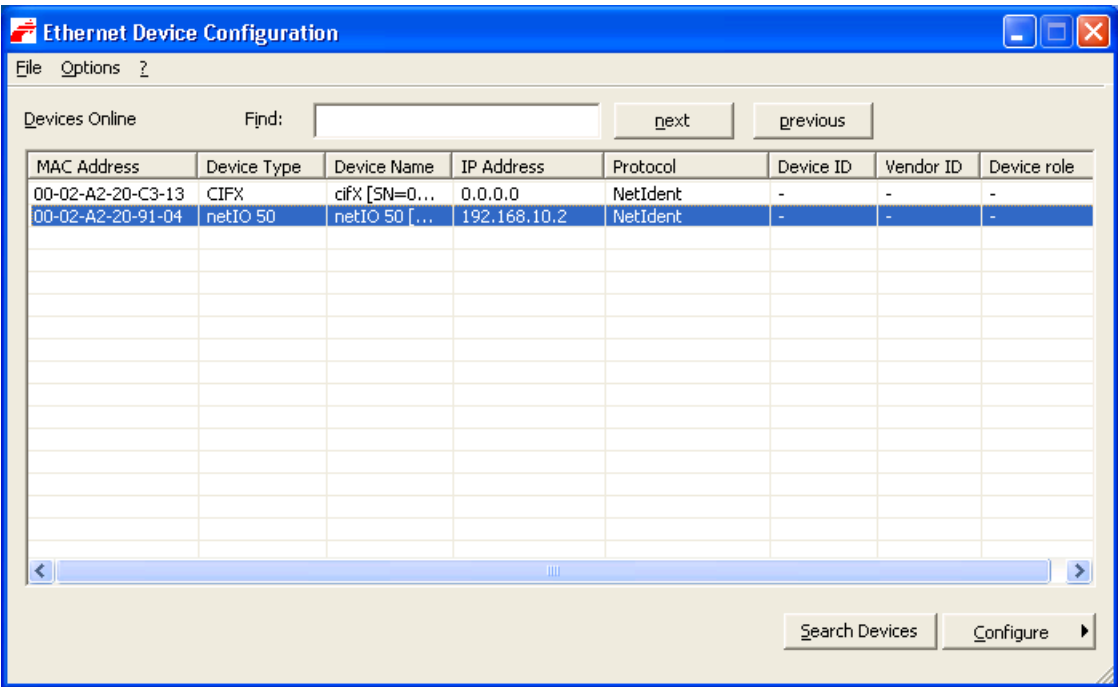 Ethernet Device Configuration
File Options ?
Devices Online Find: next previous
MAC Address Device Type Device Name IP Address Protocol Device ID Vendor ID Device role
00-02-A2-20-C3-13 CIFX cifX [SN=0... 0.0.0.0 NetIdent - - -
00-02-A2-20-91-04 netIO 50 netIO 50 [... 192.168.10.2 NetIdent - - -
Search Devices Configure